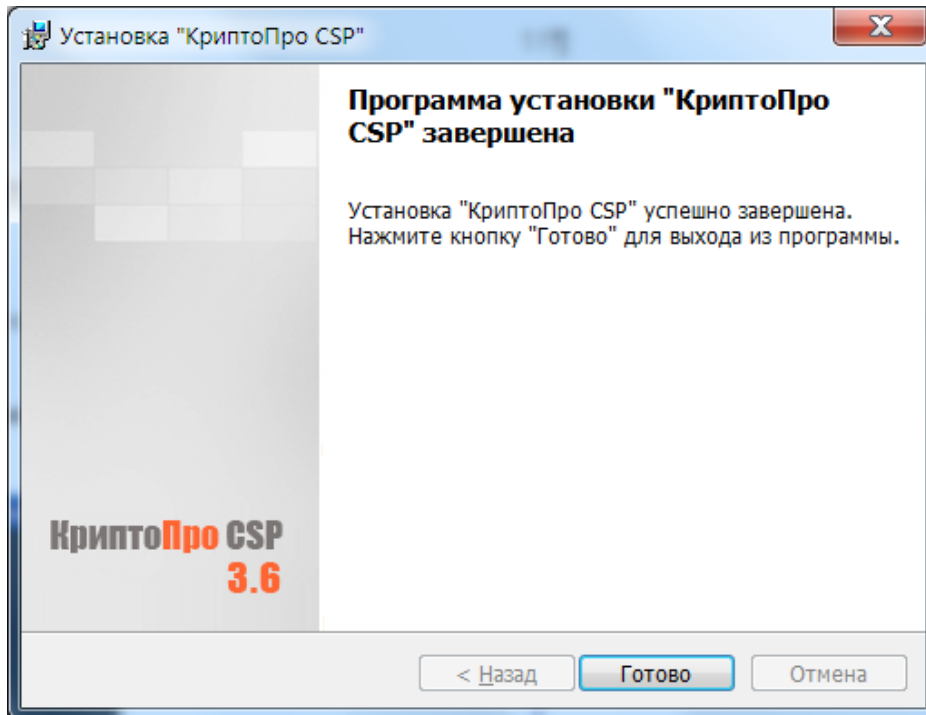 Установка "КриптоПро CSP"
Программа установки "КриптоПро
CSP" завершена
Установка "КриптоПро CSP" успешно завершена.
Нажмите кнопку "Готово" для выхода из программы.
КриптоПро CSP
3.6
< Назад
Готово
Отмена